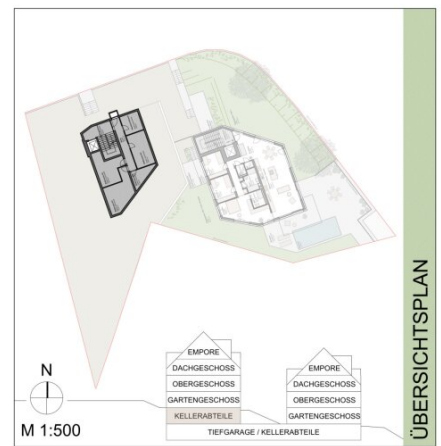 ÜBERSICHTSPLAN
N
M 1:500
EMPORE
DACHGESCHOSS
OBERGESCHOSS
GARTENGESCHOSS
KELLERABTEILE
EMPORE
DACHGESCHOSS
OBERGESCHOSS
GARTENGESCHOSS
TIEFGARAGE / KELLERABTEILE